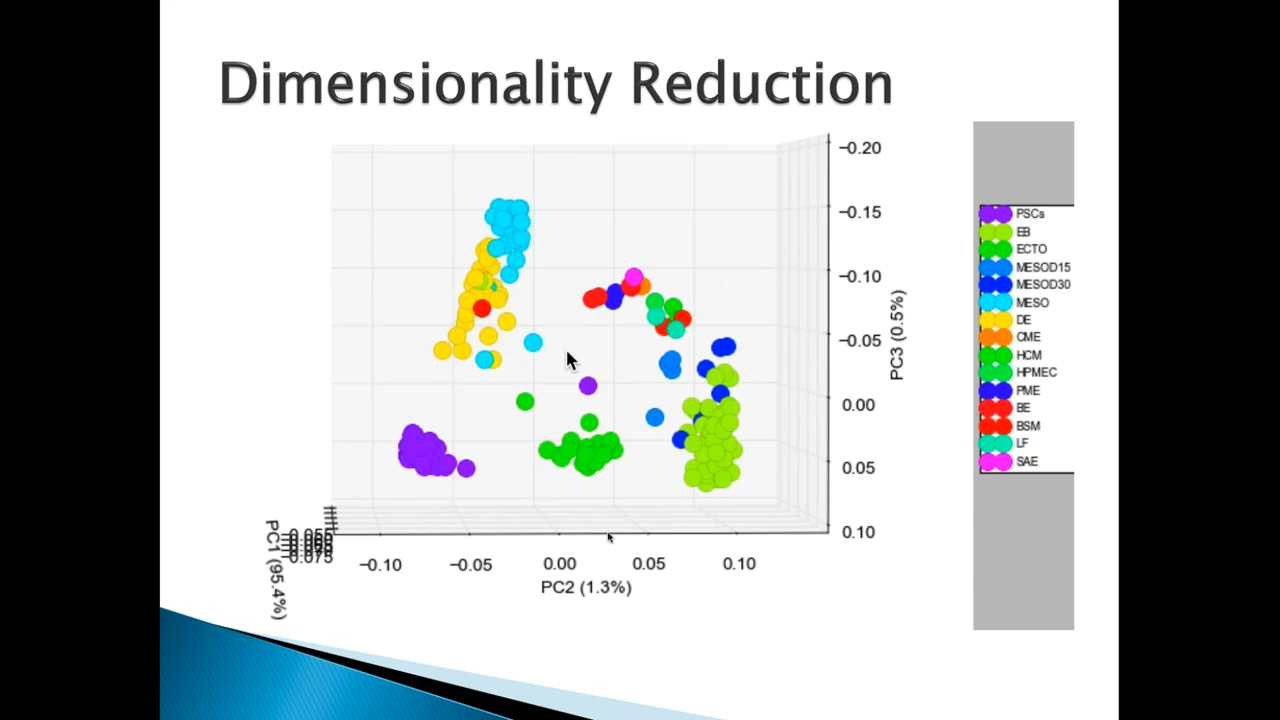 Dimensionality Reduction
−0.20
−0.15
−0.10
−0.05
0.00
0.05
0.10
PC3 (0.5%)
PSCs
EB
ECTO
MESOD15
MESOD30
MESO
DE
CME
HCM
HPMEC
PME
BE
BSM
LF
SAE
PC1 (95.4%)
−0.10
−0.05
0.00
0.05
0.10
PC2 (1.3%)